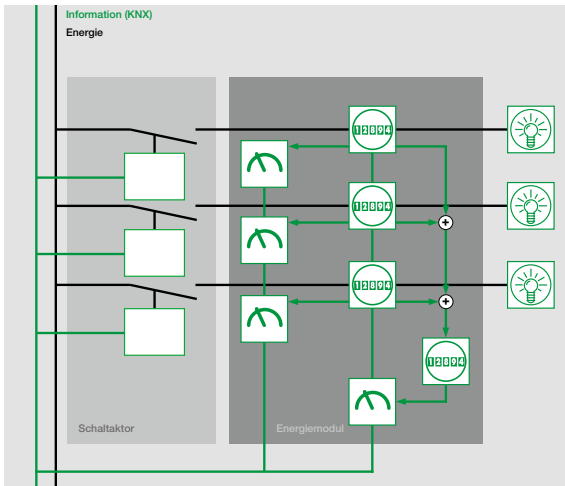 Information (KNX)
Energie
12894
12894
12894
12894
Schaltaktor
Energiemodul